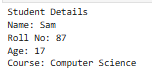 Student Details
Name: Sam
Roll No: 87
Age: 17
Course: Computer Science